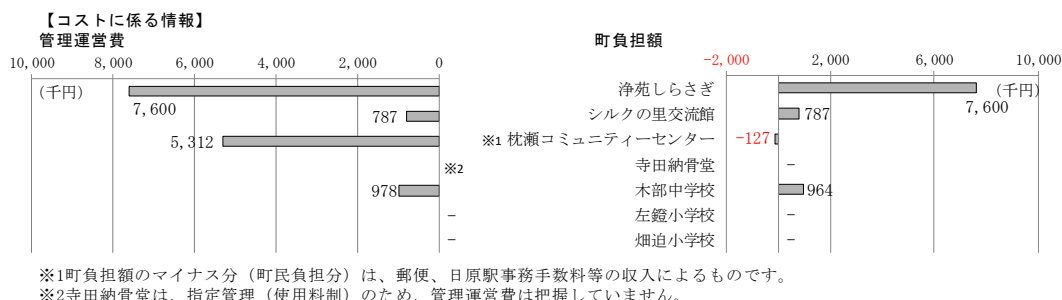 【コストに係る情報】
管理運営費
町負担額
10,000 8,000 6,000 4,000 2,000 0
-2,000 2,000 6,000 10,000
(千円)
7,600
浄苑しらさぎ
7,600
(千円)
787
シルクの里交流館
787
5,312
※1 枕瀬コミュニティーセンター
-127
※2
寺田納骨堂
-
978
木部中学校
964
-
左鐙小学校
-
-
畑迫小学校
-
※1町負担額のマイナス分（町民負担分）は、郵便、日原駅事務手数料等の収入によるものです。
※2寺田納骨堂は、指定管理（使用料制）のため、管理運営費は把握していません。